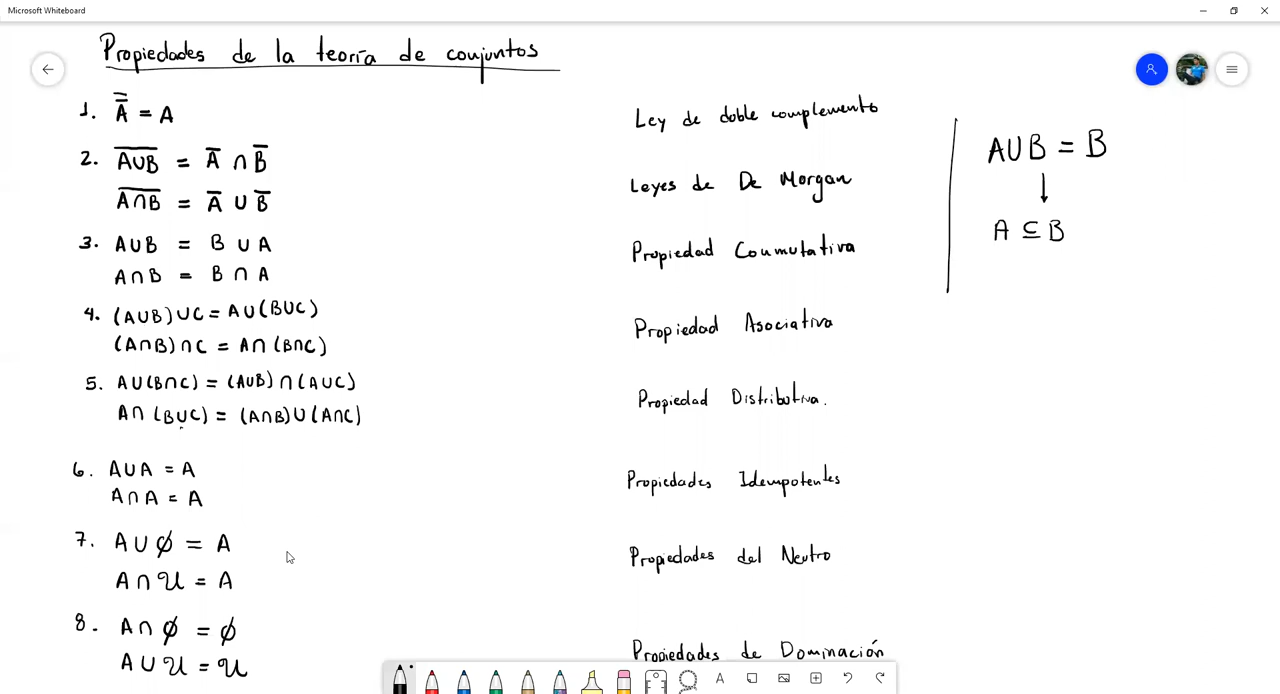 Microsoft Whiteboard
Propiedades de la teoría de conjuntos
1. A̿ = A Ley de doble complemento
2. A̅∪̅B̅ = A̅ ∩ B̅
A̅∩̅B̅ = A̅ ∪ B̅ Leyes de De Morgan
3. A∪B = B ∪ A
A∩B = B ∩ A Propiedad Conmutativa
4. (A∪B)∪C = A∪(B∪C)
(A∩B)∩C = A∩(B∩C) Propiedad Asociativa
5. A∪(B∩C) = (A∪B)∩(A∪C)
A∩(B∪C) = (A∩B)∪(A∩C) Propiedad Distributiva.
6. A∪A = A
A∩A = A Propiedades Idempotentes
7. A∪∅ = A
A∩𝒰 = A Propiedades del Neutro
8. A∩∅ = ∅
A∪𝒰 = 𝒰 Propiedades de Dominación
A∪B = B
↓
A ⊆ B